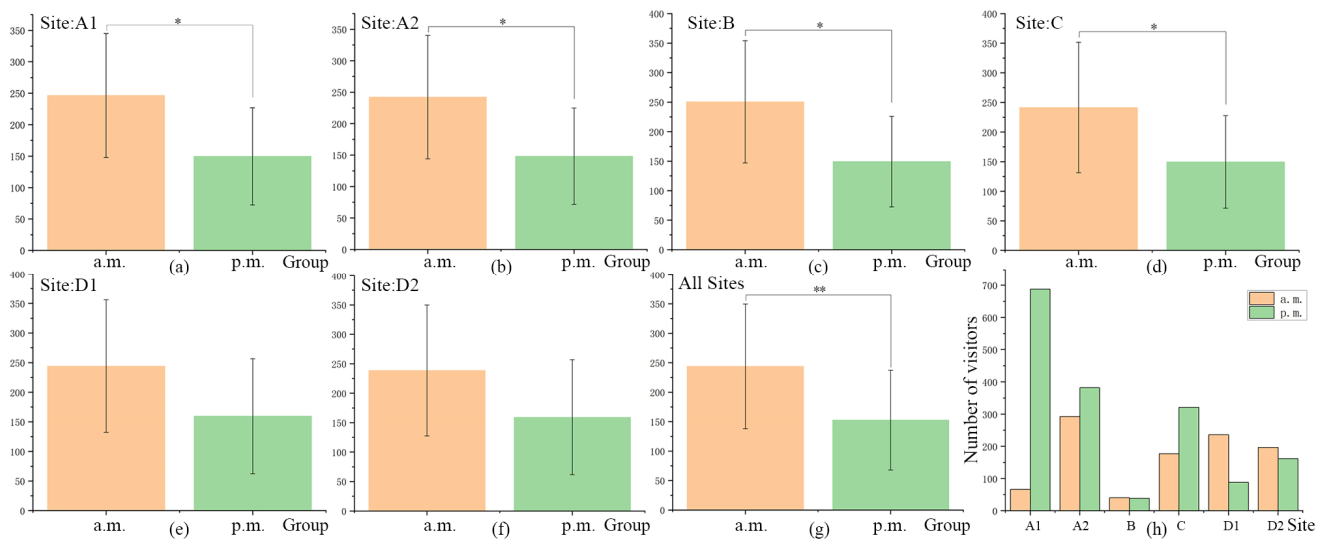 Site:A1
*
350
300
250
200
150
100
50
0
a.m.
p.m.
Group
(a)
Site:A2
*
350
300
250
200
150
100
50
0
a.m.
p.m.
Group
(b)
Site:B
*
400
350
300
250
200
150
100
50
0
a.m.
p.m.
Group
(c)
Site:C
*
400
350
300
250
200
150
100
50
0
a.m.
p.m.
Group
(d)
Site:D1
400
350
300
250
200
150
100
50
0
a.m.
p.m.
Group
(e)
Site:D2
400
350
300
250
200
150
100
50
0
a.m.
p.m.
Group
(f)
All Sites
**
400
350
300
250
200
150
100
50
0
a.m.
p.m.
Group
(g)
Number of visitors
700
600
500
400
300
200
100
0
a.m.
p.m.
A1
A2
B
C
D1
D2
Site
(h)